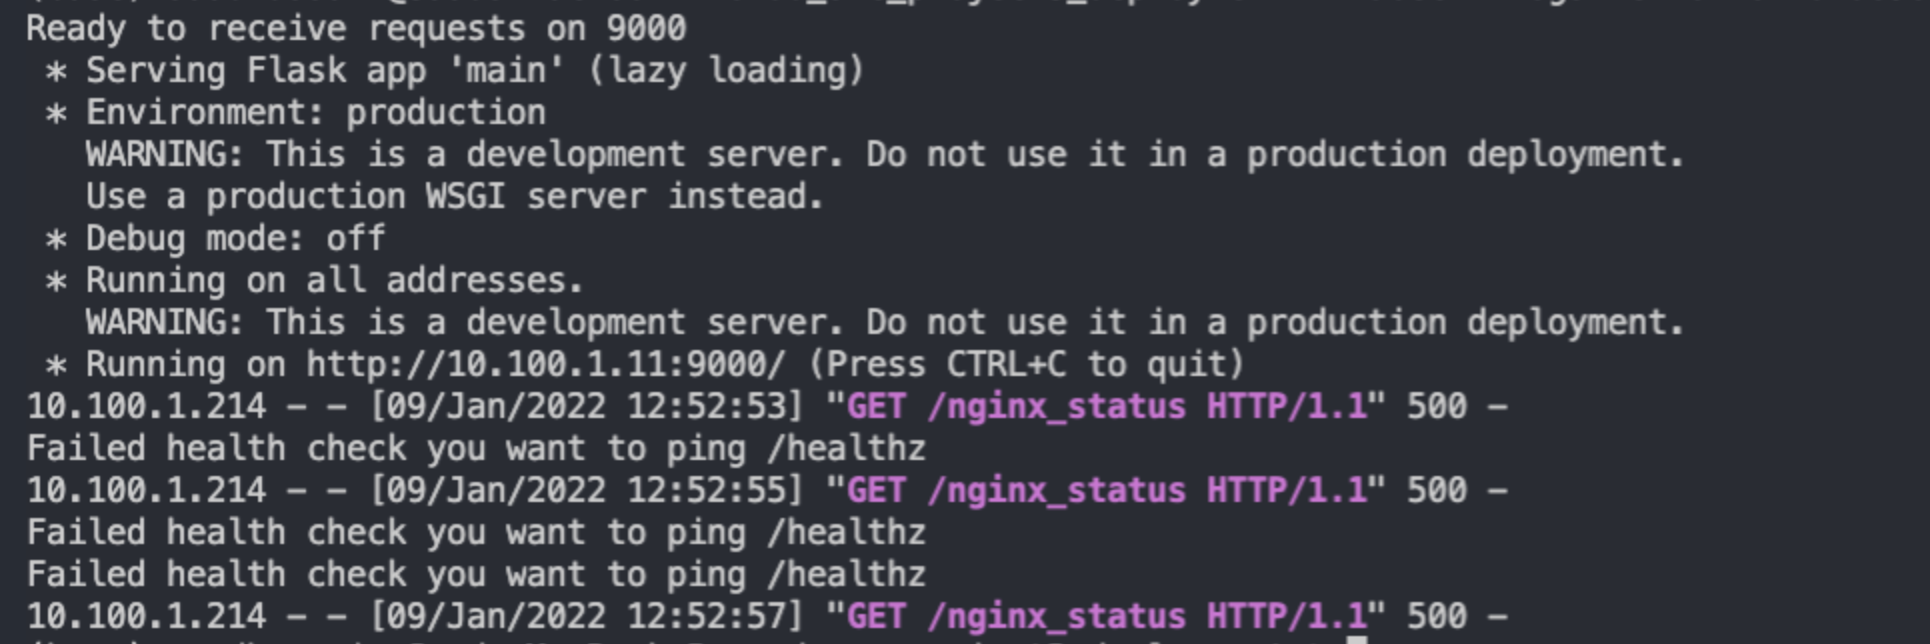 Ready to receive requests on 9000
 * Serving Flask app 'main' (lazy loading)
 * Environment: production
   WARNING: This is a development server. Do not use it in a production deployment.
   Use a production WSGI server instead.
 * Debug mode: off
 * Running on all addresses.
   WARNING: This is a development server. Do not use it in a production deployment.
 * Running on http://10.100.1.11:9000/ (Press CTRL+C to quit)
10.100.1.214 - - [09/Jan/2022 12:52:53] "GET /nginx_status HTTP/1.1" 500 -
Failed health check you want to ping /healthz
10.100.1.214 - - [09/Jan/2022 12:52:55] "GET /nginx_status HTTP/1.1" 500 -
Failed health check you want to ping /healthz
Failed health check you want to ping /healthz
10.100.1.214 - - [09/Jan/2022 12:52:57] "GET /nginx_status HTTP/1.1" 500 -